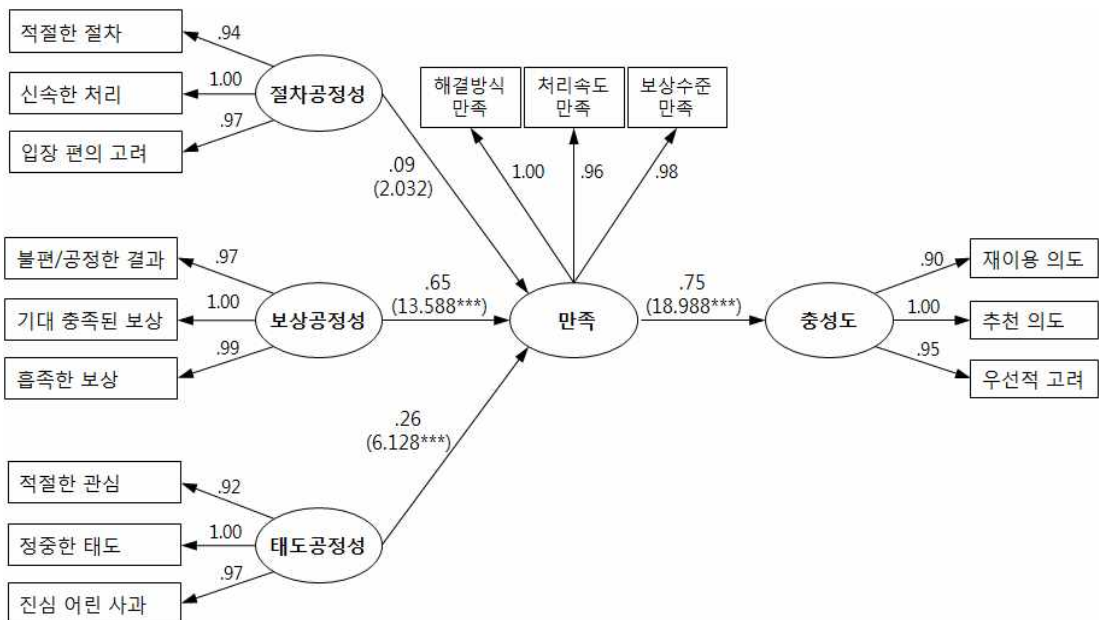 적절한 절차
신속한 처리
입장 편의 고려
.94
1.00
.97
절차공정성
.09
(2.032)
해결방식
만족
처리속도
만족
보상수준
만족
1.00
.96
.98
불편/공정한 결과
기대 충족된 보상
흡족한 보상
.97
1.00
.99
보상공정성
.65
(13.588***)
만족
.75
(18.988***)
충성도
.90
1.00
.95
재이용 의도
추천 의도
우선적 고려
.26
(6.128***)
적절한 관심
정중한 태도
진심 어린 사과
.92
1.00
.97
태도공정성